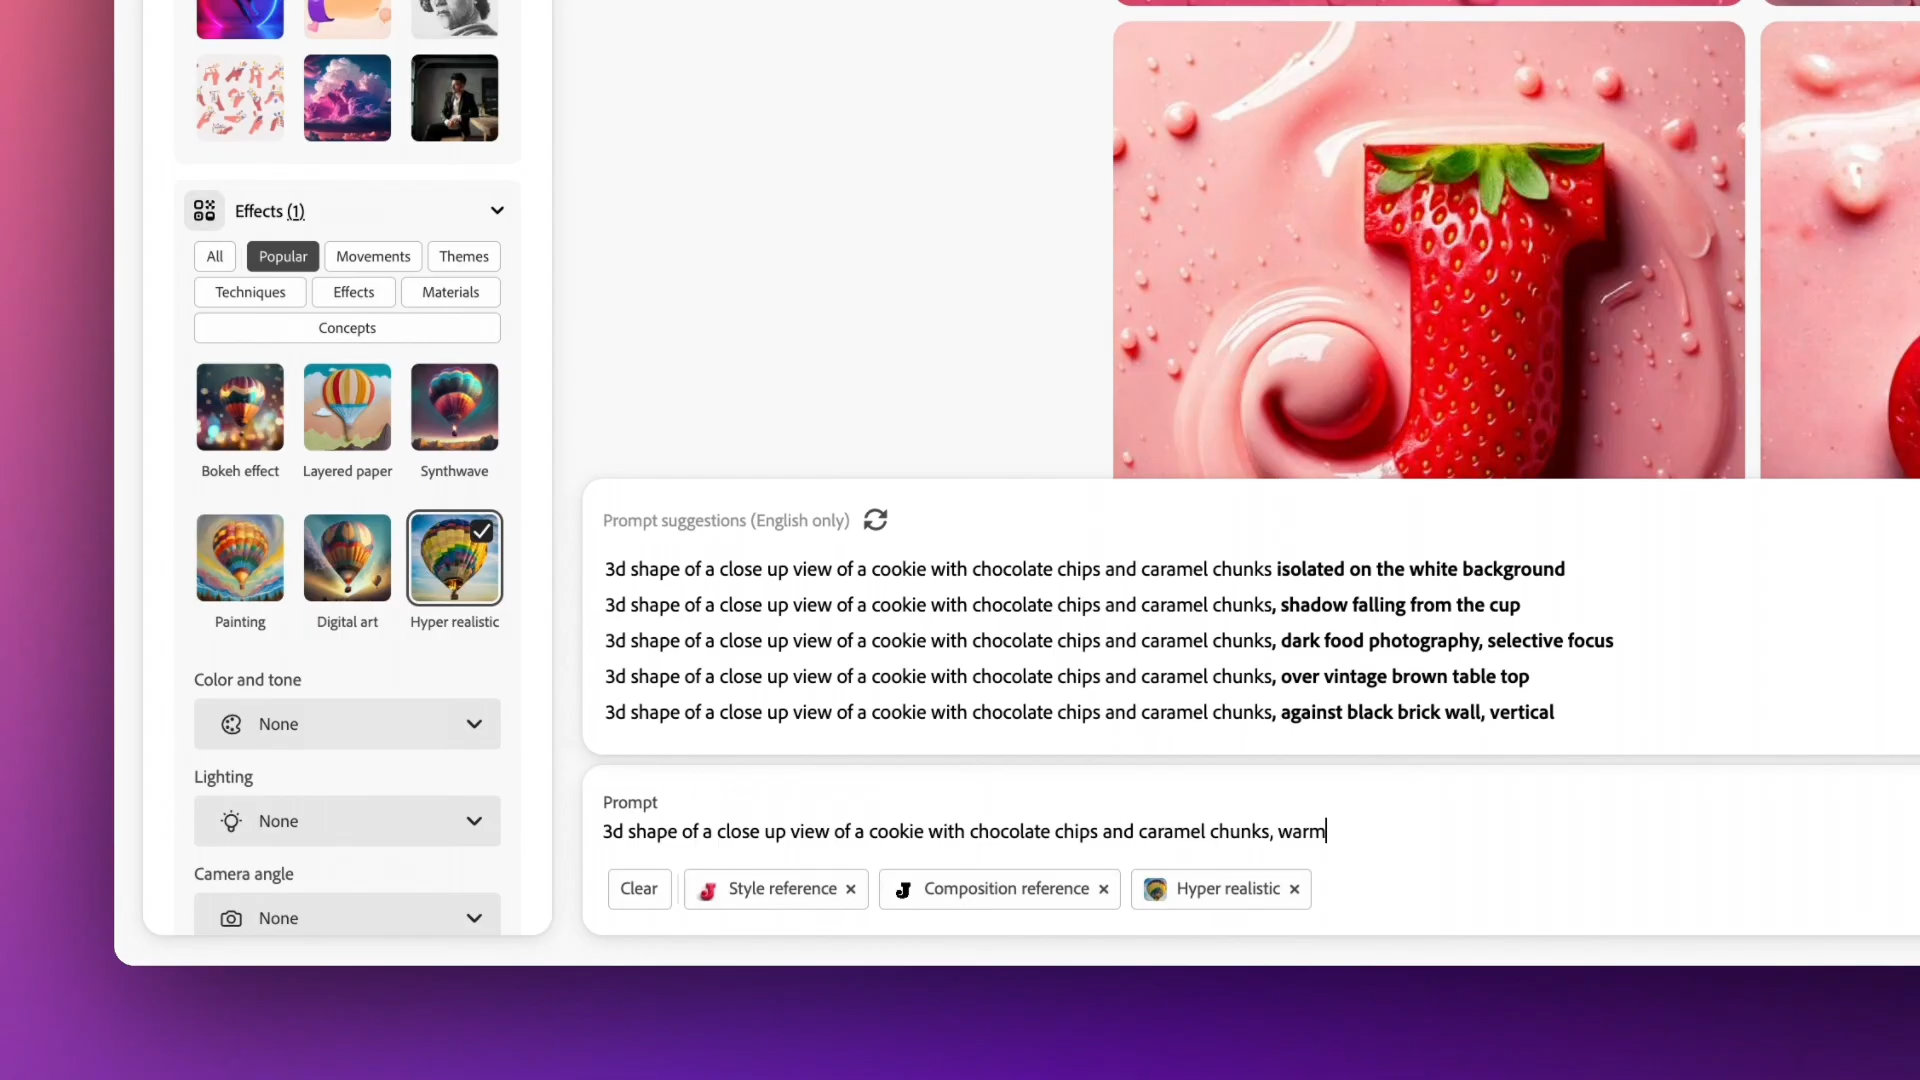 Effects (1)
All
Popular
Movements
Themes
Techniques
Effects
Materials
Concepts
Bokeh effect
Layered paper
Synthwave
Painting
Digital art
Hyper realistic
Color and tone
None
Lighting
None
Camera angle
None
Prompt suggestions (English only)
3d shape of a close up view of a cookie with chocolate chips and caramel chunks isolated on the white background
3d shape of a close up view of a cookie with chocolate chips and caramel chunks, shadow falling from the cup
3d shape of a close up view of a cookie with chocolate chips and caramel chunks, dark food photography, selective focus
3d shape of a close up view of a cookie with chocolate chips and caramel chunks, over vintage brown table top
3d shape of a close up view of a cookie with chocolate chips and caramel chunks, against black brick wall, vertical
Prompt
3d shape of a close up view of a cookie with chocolate chips and caramel chunks, warm
Clear
Style reference
Composition reference
Hyper realistic
J